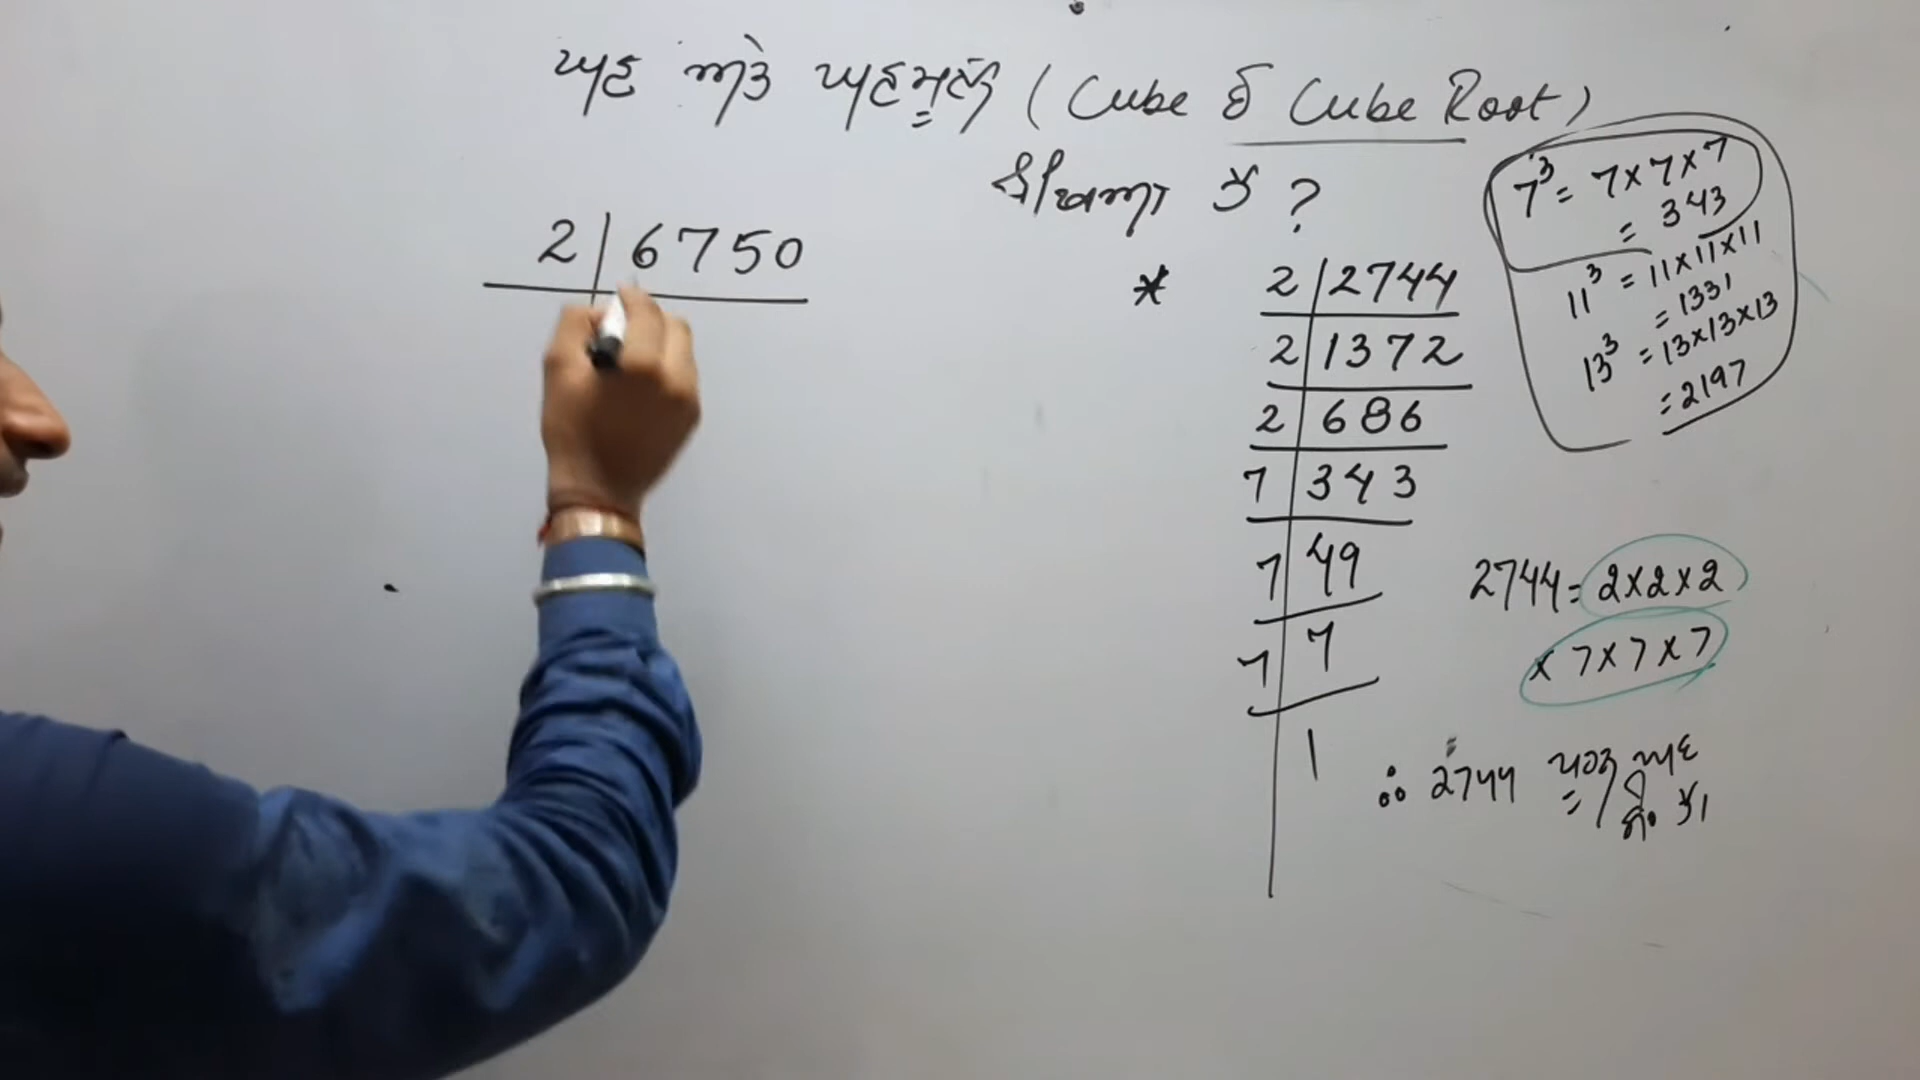 ਘਣ ਅਤੇ ਘਣਮੂਲ (Cube & Cube Root)
ਹੈ ?
2 | 6750
*
2 | 2744
2 | 1372
2 | 686
7 | 343
7 | 49
7 | 7
1
7³ = 7×7×7
= 343
11³ = 11×11×11
= 1331
13³ = 13×13×13
= 2197
2744 = 2×2×2
× 7×7×7
∴ 2744 ਪੂਰਨ ਘਣ
ਹੈ।